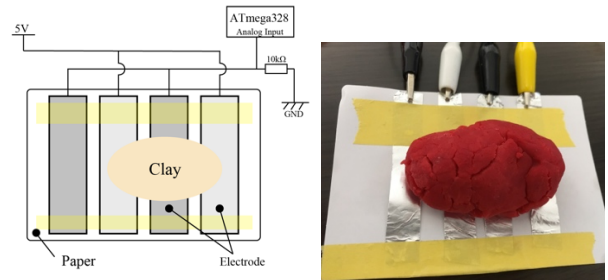 ATmega328
Analog Input
5V
10kΩ
GND
Clay
Paper
Electrode